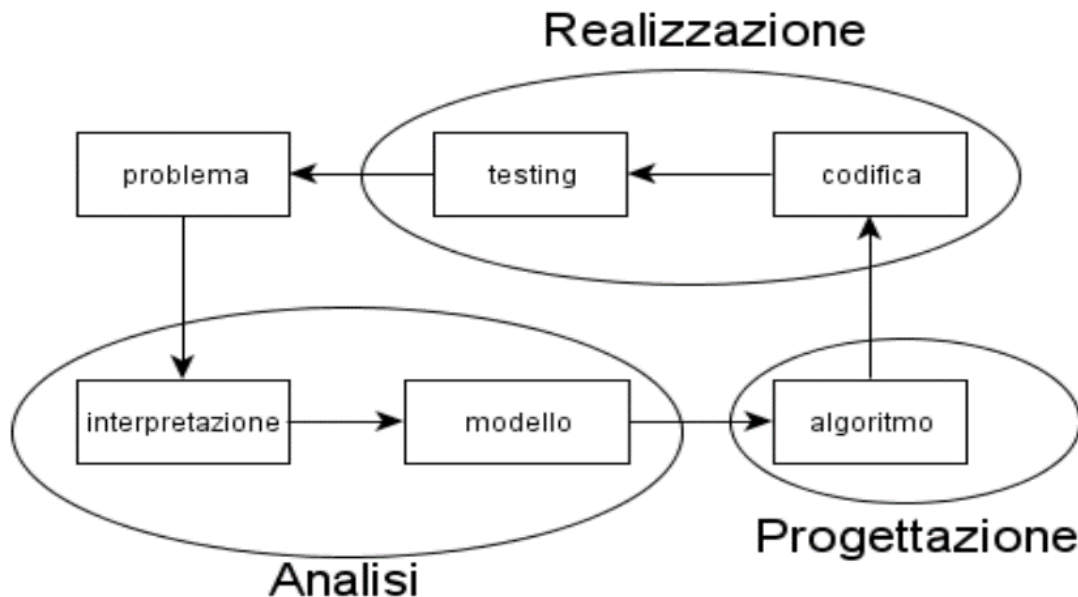 Realizzazione
problema
testing
codifica
interpretazione
modello
algoritmo
Progettazione
Analisi